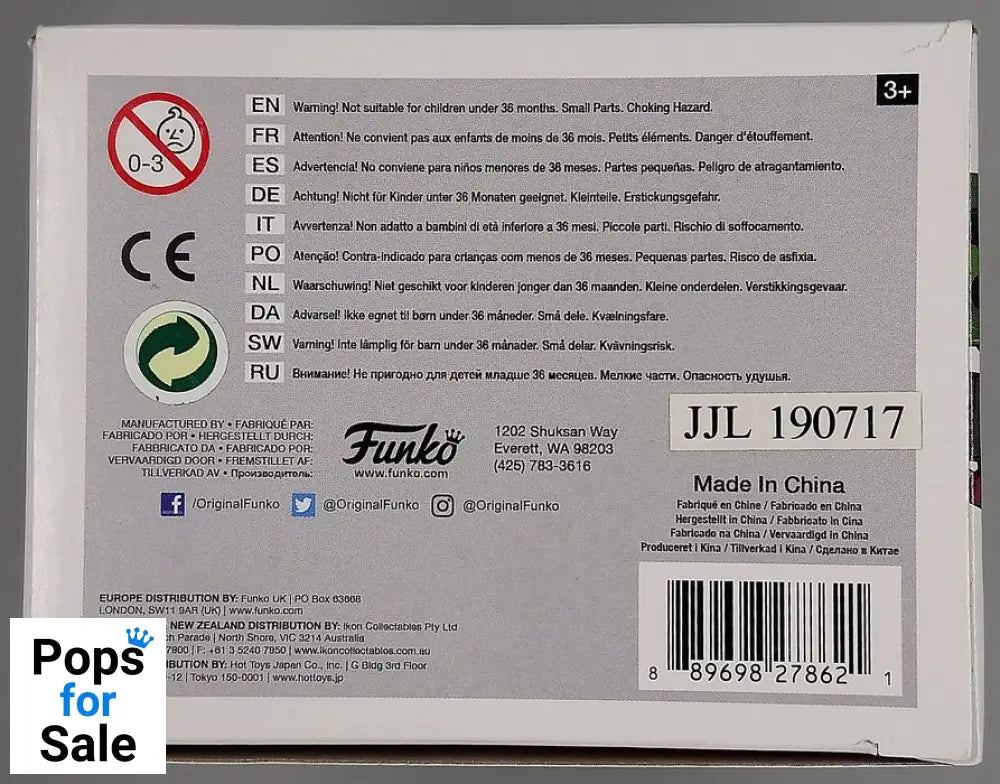 3+
0-3
EN Warning! Not suitable for children under 36 months. Small Parts. Choking Hazard.
FR Attention! Ne convient pas aux enfants de moins de 36 mois. Petits éléments. Danger d'étouffement.
ES Advertencia! No conviene para niños menores de 36 meses. Partes pequeñas. Peligro de atragantamiento.
DE Achtung! Nicht für Kinder unter 36 Monaten geeignet. Kleinteile. Erstickungsgefahr.
IT Avvertenza! Non adatto a bambini di età inferiore a 36 mesi. Piccole parti. Rischio di soffocamento.
PO Atenção! Contra-indicado para crianças com menos de 36 meses. Pequenas partes. Risco de asfixia.
NL Waarschuwing! Niet geschikt voor kinderen jonger dan 36 maanden. Kleine onderdelen. Verstikkingsgevaar.
DA Advarsel! Ikke egnet til børn under 36 måneder. Små dele. Kvælningsfare.
SW Varning! Inte lämplig för barn under 36 månader. Små delar. Kvävningsrisk.
RU Внимание! Не пригодно для детей младше 36 месяцев. Мелкие части. Опасность удушья.
CE
MANUFACTURED BY • FABRIQUÉ PAR:
FABRICADO POR • HERGESTELLT DURCH:
FABBRICATO DA • FABRICADO POR:
VERVAARDIGD DOOR • FREMSTILLET AF:
TILLVERKAD AV • Производитель:
Funko
www.funko.com
1202 Shuksan Way
Everett, WA 98203
(425) 783-3616
JJL 190717
f /OriginalFunko @OriginalFunko @OriginalFunko
Made In China
Fabriqué en Chine / Fabricado en China
Hergestellt in China / Fabbricato in Cina
Fabricado na China / Vervaardigd in China
Produceret i Kina / Tillverkad i Kina / Сделано в Китае
EUROPE DISTRIBUTION BY: Funko UK | PO Box 63668
LONDON, SW11 9AR (UK) | www.funko.com
NEW ZEALAND DISTRIBUTION BY: Ikon Collectables Pty Ltd
ch Parade | North Shore, VIC 3214 Australia
7800 | F: +61 3 5240 7950 | www.ikoncollectables.com.au
IBUTION BY: Hot Toys Japan Co., Inc. | G Bldg 3rd Floor
-12 | Tokyo 150-0001 | www.hottoys.jp
8 89698 27862 1
Pops
for
Sale